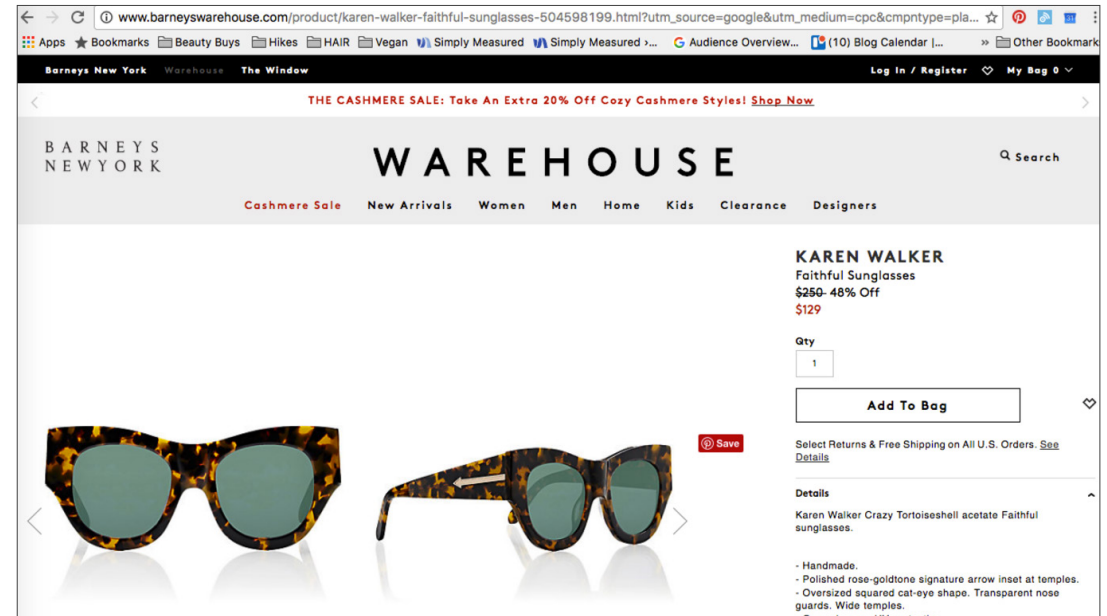 www.barneyswarehouse.com/product/karen-walker-faithful-sunglasses-504598199.html?utm_source=google&utm_medium=cpc&cmpntype=pla...
Apps Bookmarks Beauty Buys Hikes HAIR Vegan Simply Measured Simply Measured ›... Audience Overview... (10) Blog Calendar |... » Other Bookmark
Barneys New York Warehouse The Window Log In / Register My Bag 0
THE CASHMERE SALE: Take An Extra 20% Off Cozy Cashmere Styles! Shop Now
BARNEYS
NEWYORK
WAREHOUSE
Search
Cashmere Sale New Arrivals Women Men Home Kids Clearance Designers
KAREN WALKER
Faithful Sunglasses
$250 48% Off
$129
Qty
1
Add To Bag
Save
Select Returns & Free Shipping on All U.S. Orders. See
Details
Details
Karen Walker Crazy Tortoiseshell acetate Faithful
sunglasses.
- Handmade.
- Polished rose-goldtone signature arrow inset at temples.
- Oversized squared cat-eye shape. Transparent nose
guards. Wide temples.